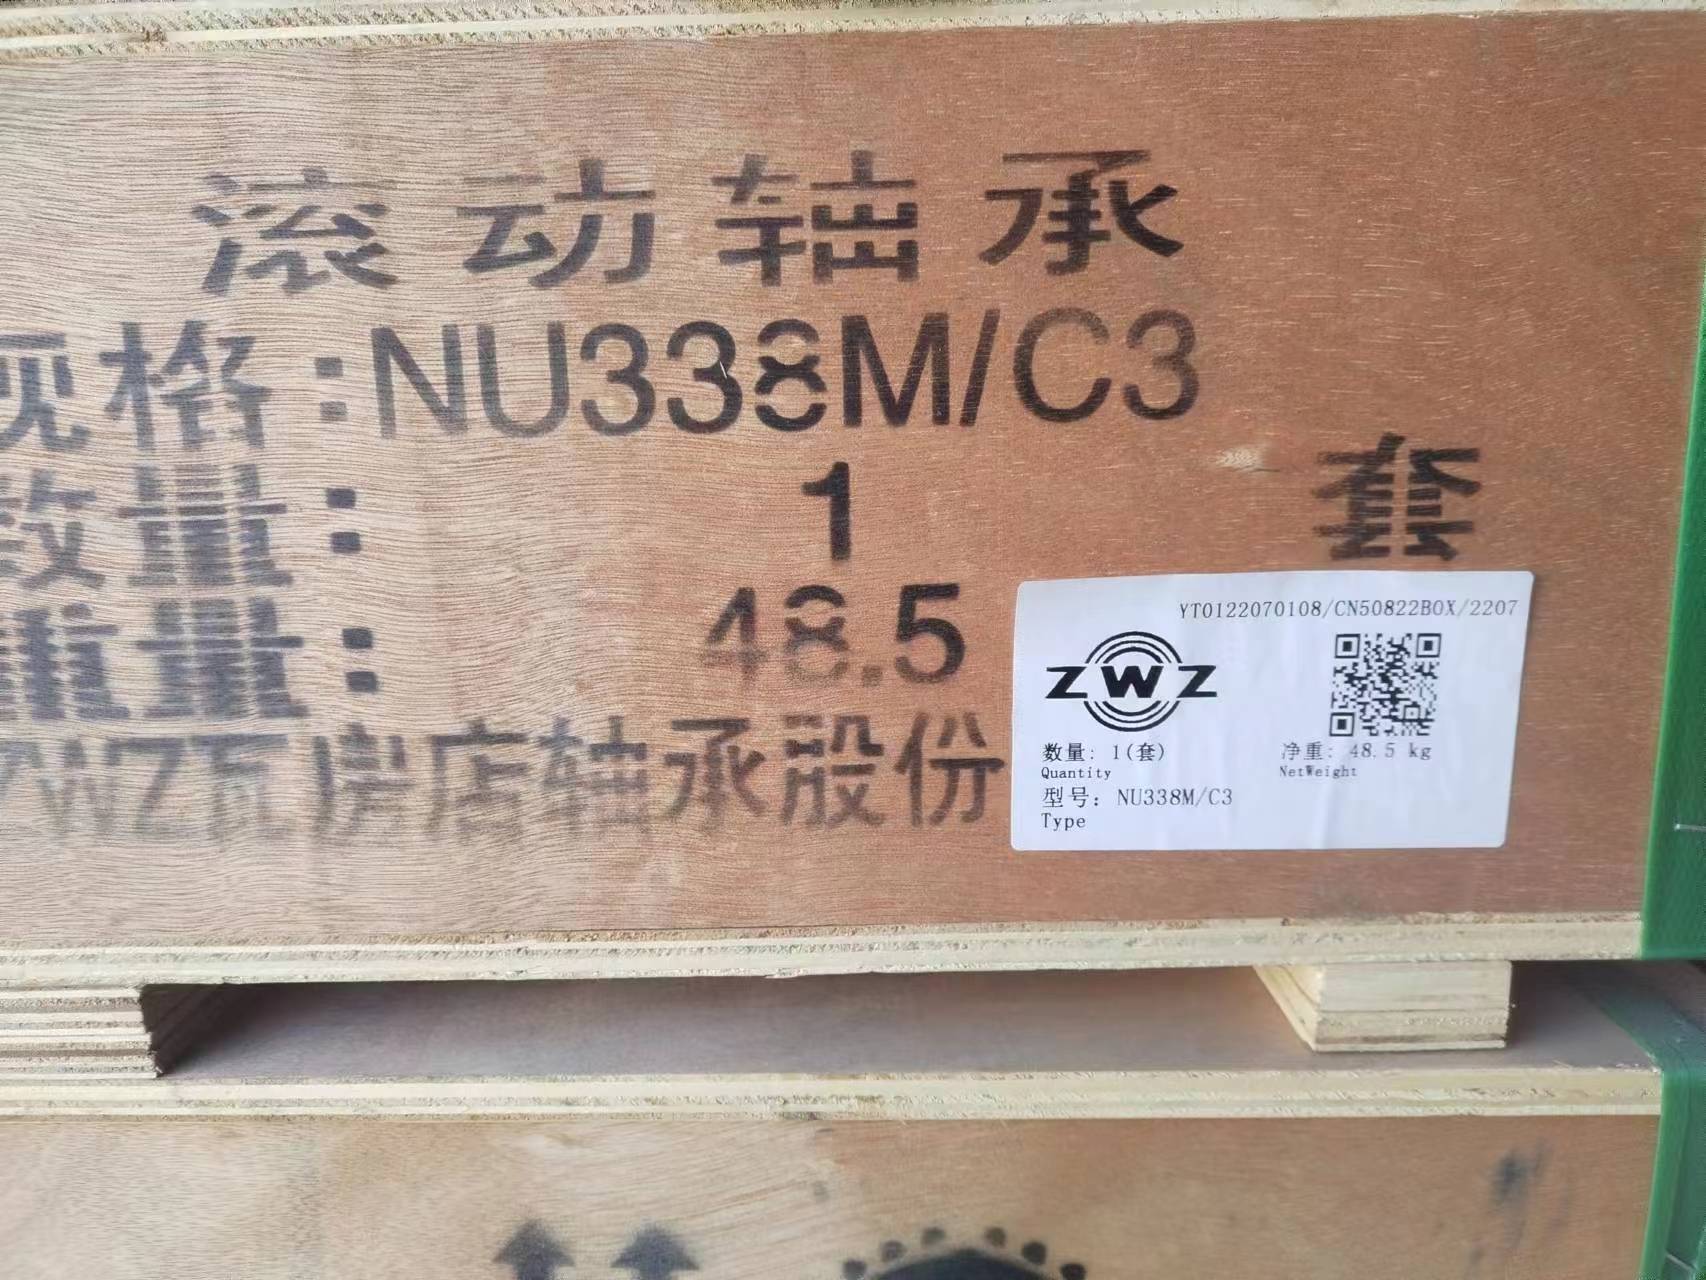 滚动轴承
规格:NU338M/C3
数量: 1 套
重量: 48.5
ZWZ瓦房店轴承股份
YT0122070108/CN50822BOX/2207
ZWZ
数量: 1(套) 净重: 48.5 kg
Quantity NetWeight
型号: NU338M/C3
Type